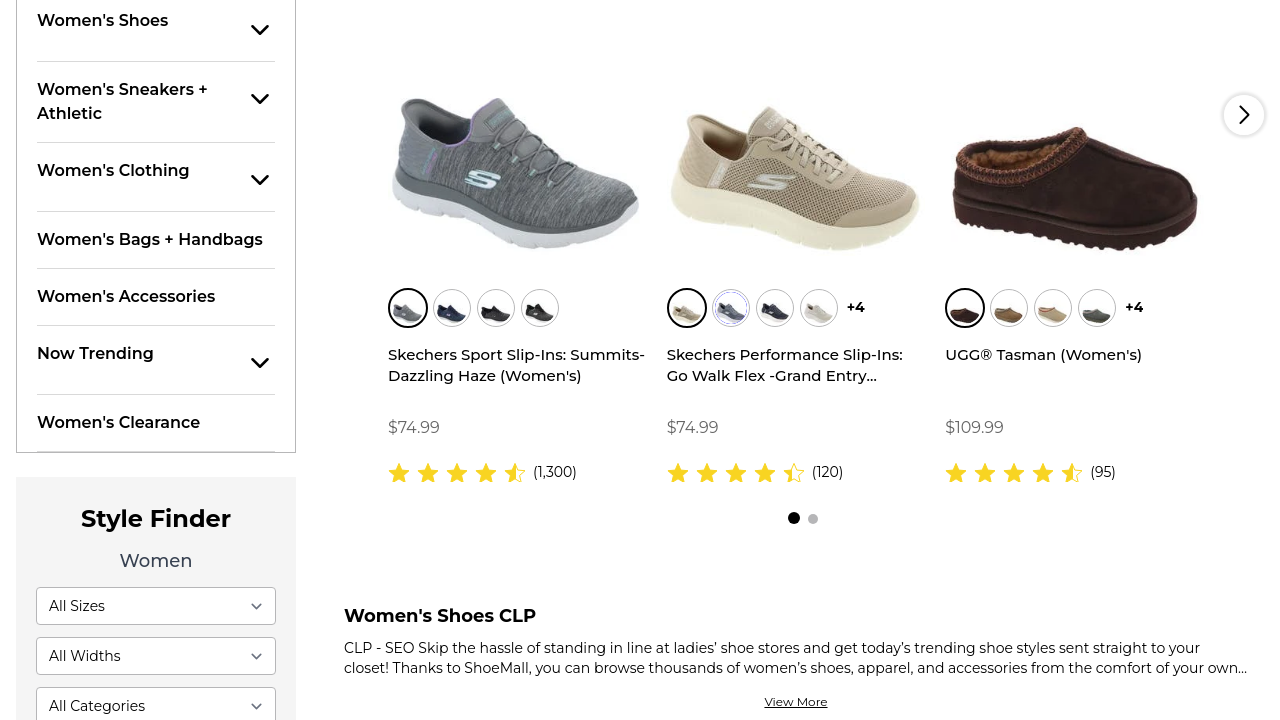 Women's Shoes
Women's Sneakers +
Athletic
Women's Clothing
Women's Bags + Handbags
Women's Accessories
Now Trending
Women's Clearance
Style Finder
Women
All Sizes
All Widths
All Categories
+4
+4
Skechers Sport Slip-Ins: Summits-
Dazzling Haze (Women's)
$74.99
(1,300)
Skechers Performance Slip-Ins:
Go Walk Flex -Grand Entry...
$74.99
(120)
UGG® Tasman (Women's)
$109.99
(95)
Women's Shoes CLP
CLP - SEO Skip the hassle of standing in line at ladies’ shoe stores and get today’s trending shoe styles sent straight to your
closet! Thanks to ShoeMall, you can browse thousands of women’s shoes, apparel, and accessories from the comfort of your own...
View More